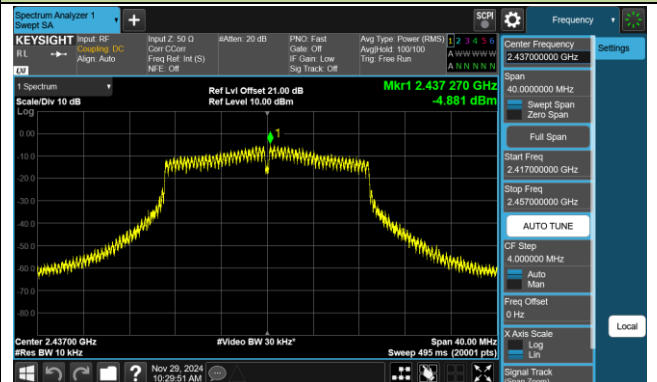 Spectrum Analyzer 1
Swept SA
+
SCPI
Frequency
KEYSIGHT
RL
LXI
Input: RF
Coupling: DC
Align: Auto
Input Z: 50 Ω
Corr CCorr
Freq Ref: Int (S)
NFE: Off
#Atten: 20 dB
PNO: Fast
Gate: Off
IF Gain: Low
Sig Track: Off
Avg Type: Power (RMS)
Avg|Hold: 100/100
Trig: Free Run
1 2 3 4 5 6
A W W W W W
A N N N N N
1 Spectrum
Scale/Div 10 dB
Ref Lvl Offset 21.00 dB
Ref Level 10.00 dBm
Mkr1 2.437 270 GHz
-4.881 dBm
Log
0.00
-10.0
-20.0
-30.0
-40.0
-50.0
-60.0
-70.0
-80.0
1
Center 2.43700 GHz
#Res BW 10 kHz
#Video BW 30 kHz*
Span 40.00 MHz
Sweep 495 ms (20001 pts)
Center Frequency
2.437000000 GHz
Settings
Span
40.0000000 MHz
Swept Span
Zero Span
Full Span
Start Freq
2.417000000 GHz
Stop Freq
2.457000000 GHz
AUTO TUNE
CF Step
4.000000 MHz
Auto
Man
Freq Offset
0 Hz
X Axis Scale
Log
Lin
Local
Signal Track
(Span Zoom)
?
Nov 29, 2024
10:29:51 AM